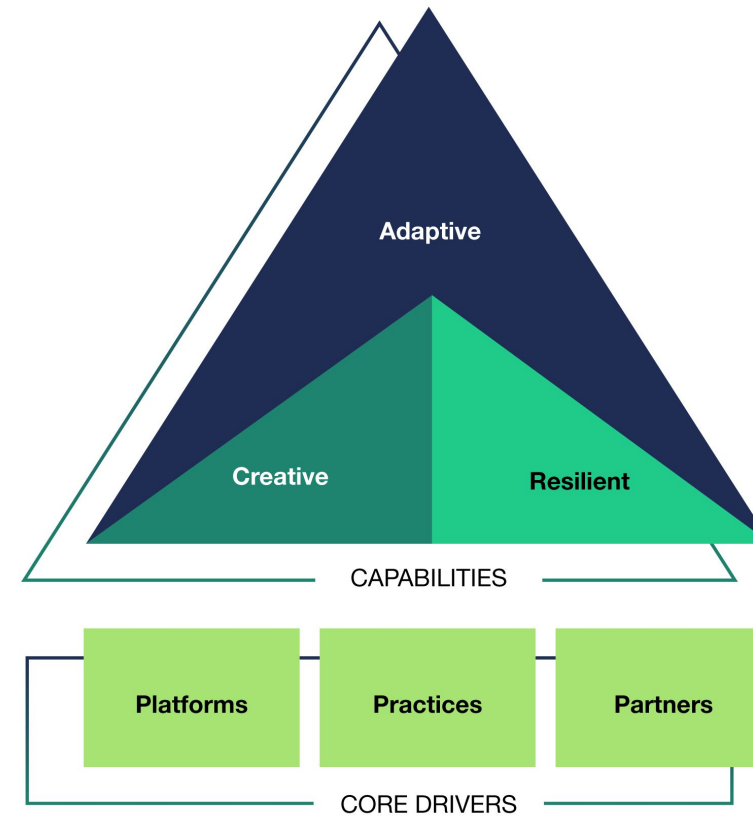 Adaptive
Creative
Resilient
CAPABILITIES
Platforms
Practices
Partners
CORE DRIVERS